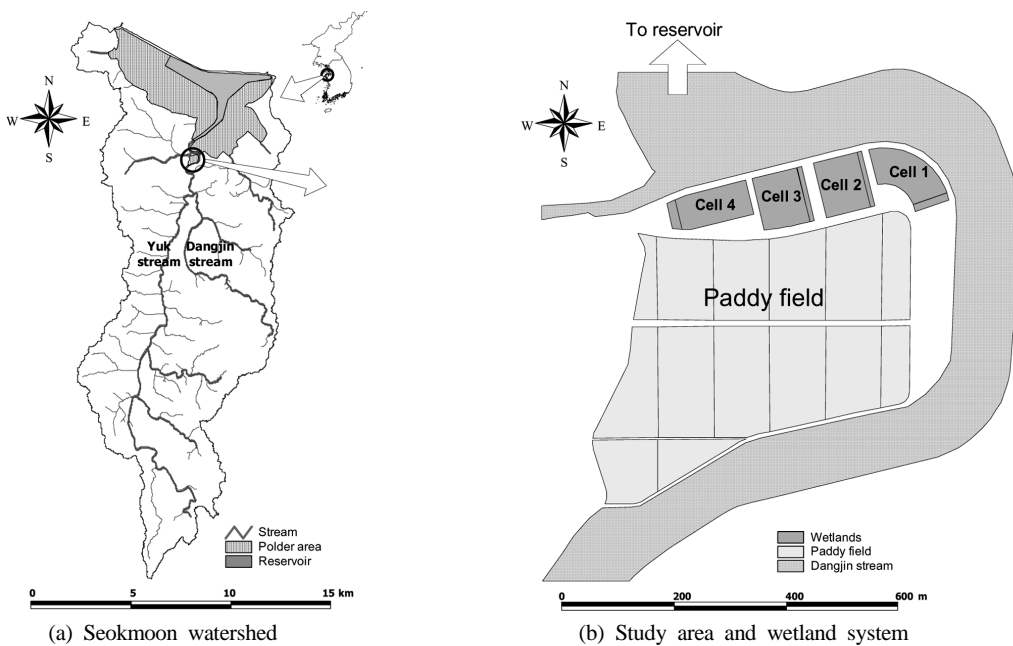 To reservoir
N
W
E
S
N
W
E
S
Cell 1
Cell 2
Cell 3
Cell 4
Yuk
stream
Dangjin
stream
Paddy field
Stream
Polder area
Reservoir
Wetlands
Paddy field
Dangjin stream
0 5 10 15 km
0 200 400 600 m
(a) Seokmoon watershed
(b) Study area and wetland system